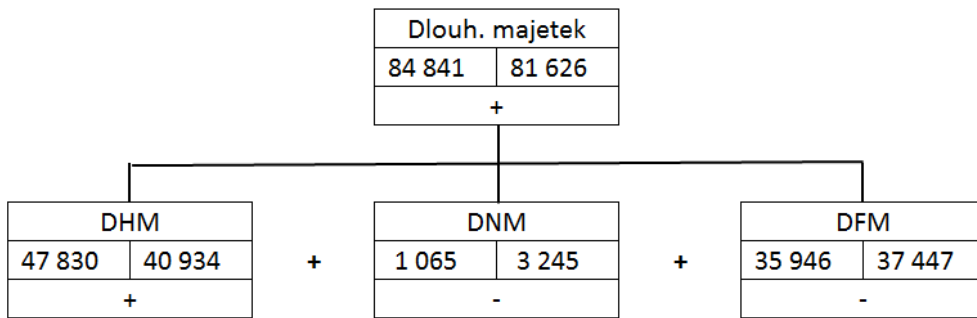 Dlouh. majetek
84 841 81 626
+
DHM DNM DFM
47 830 40 934 + 1 065 3 245 + 35 946 37 447
+ - -